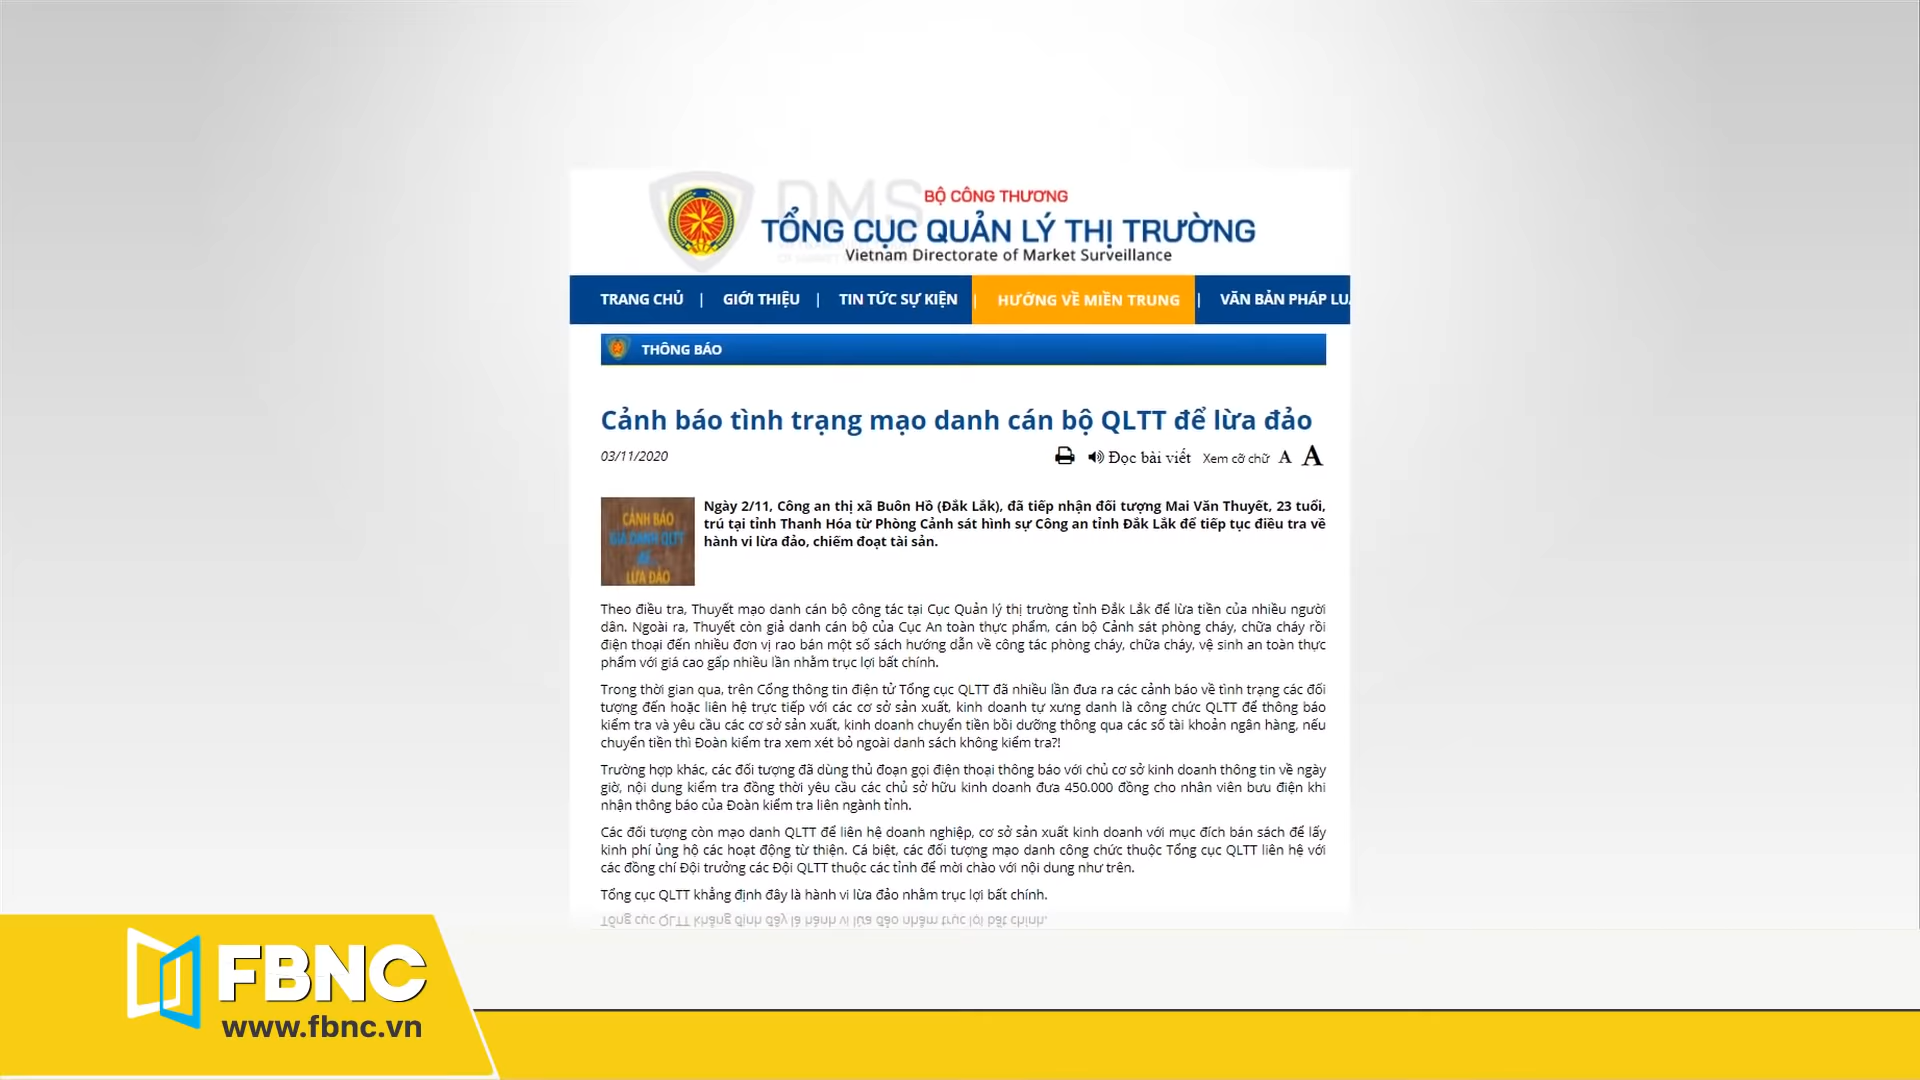 DMS
BỘ CÔNG THƯƠNG
TỔNG CỤC QUẢN LÝ THỊ TRƯỜNG
Vietnam Directorate of Market Surveillance
TRANG CHỦ | GIỚI THIỆU | TIN TỨC SỰ KIỆN | HƯỚNG VỀ MIỀN TRUNG | VĂN BẢN PHÁP
THÔNG BÁO
Cảnh báo tình trạng mạo danh cán bộ QLTT để lừa đảo
03/11/2020
Đọc bài viết Xem cỡ chữ A A
CẢNH BÁO
GIẢ DANH QLTT
ĐỂ
LỪA ĐẢO
Ngày 2/11, Công an thị xã Buôn Hồ (Đắk Lắk), đã tiếp nhận đối tượng Mai Văn Thuyết, 23 tuổi,
trú tại tỉnh Thanh Hóa từ Phòng Cảnh sát hình sự Công an tỉnh Đắk Lắk để tiếp tục điều tra về
hành vi lừa đảo, chiếm đoạt tài sản.
Theo điều tra, Thuyết mạo danh cán bộ công tác tại Cục Quản lý thị trường tỉnh Đắk Lắk để lừa tiền của nhiều người
dân. Ngoài ra, Thuyết còn giả danh cán bộ của Cục An toàn thực phẩm, cán bộ Cảnh sát phòng cháy, chữa cháy rồi
điện thoại đến nhiều đơn vị rao bán một số sách hướng dẫn về công tác phòng cháy, chữa cháy, vệ sinh an toàn thực
phẩm với giá cao gấp nhiều lần nhằm trục lợi bất chính.
Trong thời gian qua, trên Cổng thông tin điện tử Tổng cục QLTT đã nhiều lần đưa ra các cảnh báo về tình trạng các đối
tượng đến hoặc liên hệ trực tiếp với các cơ sở sản xuất, kinh doanh tự xưng danh là công chức QLTT để thông báo
kiểm tra và yêu cầu các cơ sở sản xuất, kinh doanh chuyển tiền bồi dưỡng thông qua các số tài khoản ngân hàng, nếu
chuyển tiền thì Đoàn kiểm tra xem xét bỏ ngoài danh sách không kiểm tra?!
Trường hợp khác, các đối tượng đã dùng thủ đoạn gọi điện thoại thông báo với chủ cơ sở kinh doanh thông tin về ngày
giờ, nội dung kiểm tra đồng thời yêu cầu các chủ sở hữu kinh doanh đưa 450.000 đồng cho nhân viên bưu điện khi
nhận thông báo của Đoàn kiểm tra liên ngành tỉnh.
Các đối tượng còn mạo danh QLTT để liên hệ doanh nghiệp, cơ sở sản xuất kinh doanh với mục đích bán sách để lấy
kinh phí ủng hộ các hoạt động từ thiện. Cá biệt, các đối tượng mạo danh công chức thuộc Tổng cục QLTT liên hệ với
các đồng chí Đội trưởng các Đội QLTT thuộc các tỉnh để mời chào với nội dung như trên.
Tổng cục QLTT khẳng định đây là hành vi lừa đảo nhằm trục lợi bất chính.
FBNC
www.fbnc.vn